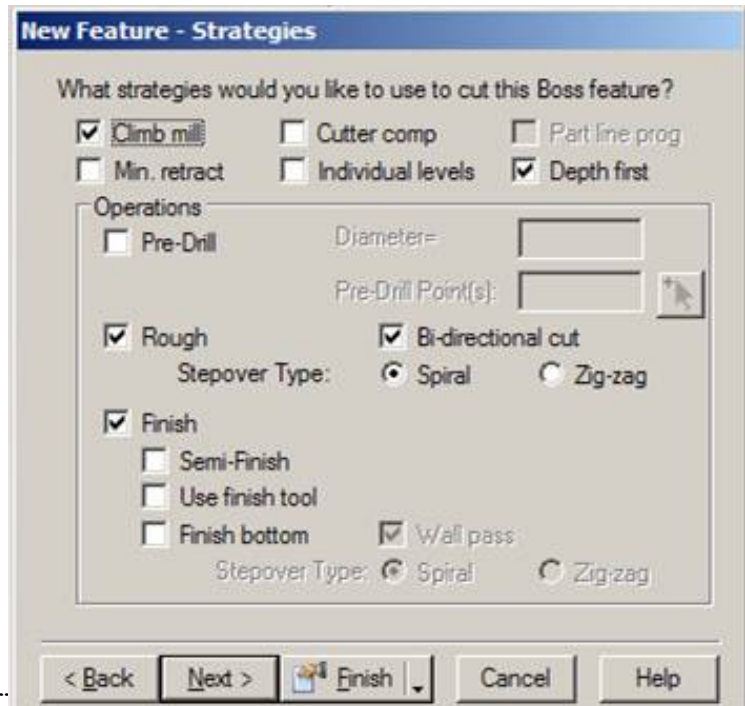 New Feature - Strategies
What strategies would you like to use to cut this Boss feature?
Climb mill Cutter comp Part line prog
Min. retract Individual levels Depth first
Operations
Pre-Drill Diameter=
Pre-Drill Point(s):
Rough Bi-directional cut
Stepover Type: Spiral Zig-zag
Finish
Semi-Finish
Use finish tool
Finish bottom Wall pass
Stepover Type: Spiral Zig-zag
< Back Next > Finish Cancel Help